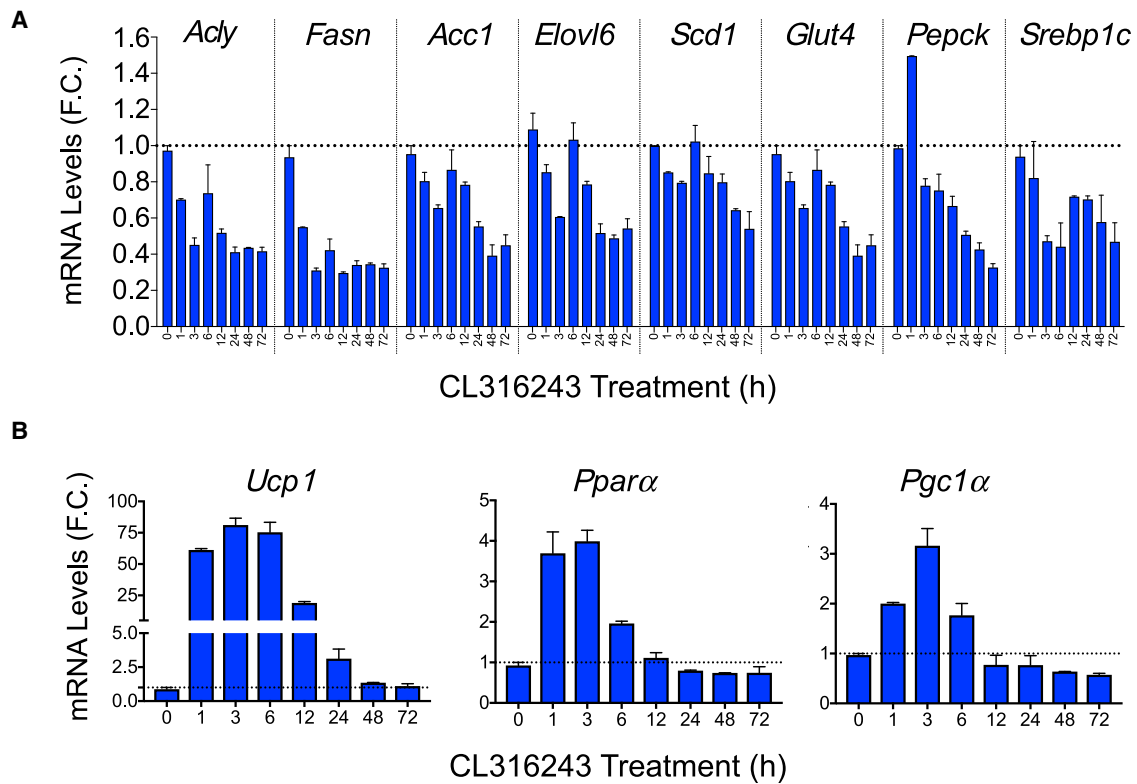 A
Acly Fasn Acc1 Elovl6 Scd1 Glut4 Pepck Srebp1c
mRNA Levels (F.C.)
1.6
1.4
1.2
1.0
0.8
0.6
0.4
0.2
0.0
0 1 3 6 12 24 48 72 0 1 3 6 12 24 48 72 0 1 3 6 12 24 48 72 0 1 3 6 12 24 48 72 0 1 3 6 12 24 48 72 0 1 3 6 12 24 48 72 0 1 3 6 12 24 48 72 0 1 3 6 12 24 48 72
CL316243 Treatment (h)
B
Ucp1 Pparα Pgc1α
mRNA Levels (F.C.)
100
75
50
25
5.0
2.5
0.0
0 1 3 6 12 24 48 72
5
4
3
2
1
0
0 1 3 6 12 24 48 72
4
3
2
1
0
0 1 3 6 12 24 48 72
CL316243 Treatment (h)